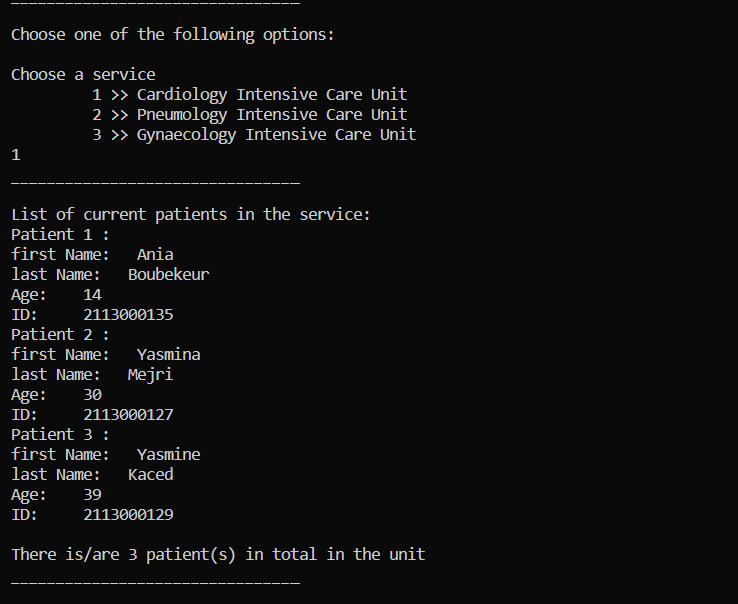 ________________________________
Choose one of the following options:
Choose a service
1 >> Cardiology Intensive Care Unit
2 >> Pneumology Intensive Care Unit
3 >> Gynaecology Intensive Care Unit
1
________________________________
List of current patients in the service:
Patient 1 :
first Name:   Ania
last Name:   Boubekeur
Age:    14
ID:     2113000135
Patient 2 :
first Name:   Yasmina
last Name:   Mejri
Age:    30
ID:     2113000127
Patient 3 :
first Name:   Yasmine
last Name:   Kaced
Age:    39
ID:     2113000129
There is/are 3 patient(s) in total in the unit
________________________________